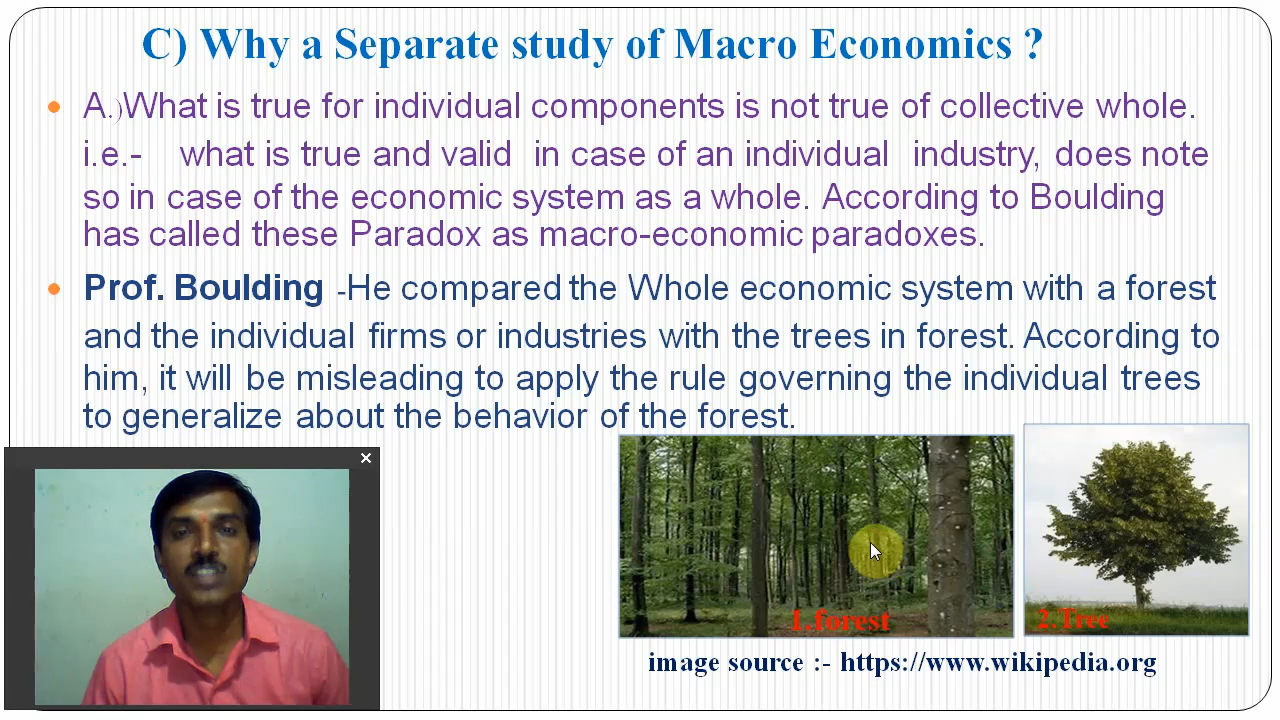 C) Why a Separate study of Macro Economics ?
A.)What is true for individual components is not true of collective whole.
i.e.- what is true and valid in case of an individual industry, does note
so in case of the economic system as a whole. According to Boulding
has called these Paradox as macro-economic paradoxes.
Prof. Boulding -He compared the Whole economic system with a forest
and the individual firms or industries with the trees in forest. According to
him, it will be misleading to apply the rule governing the individual trees
to generalize about the behavior of the forest.
1.forest
2.Tree
image source :- https://www.wikipedia.org